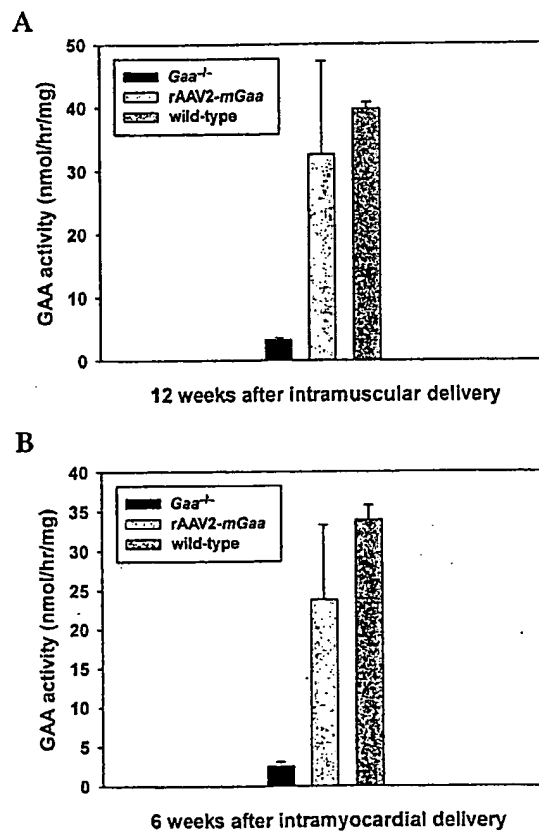 A
GAA activity (nmol/hr/mg)
50
40
30
20
10
0
Gaa-/-
rAAV2-mGaa
wild-type
12 weeks after intramuscular delivery
B
GAA activity (nmol/hr/mg)
40
35
30
25
20
15
10
5
0
Gaa-/-
rAAV2-mGaa
wild-type
6 weeks after intramyocardial delivery